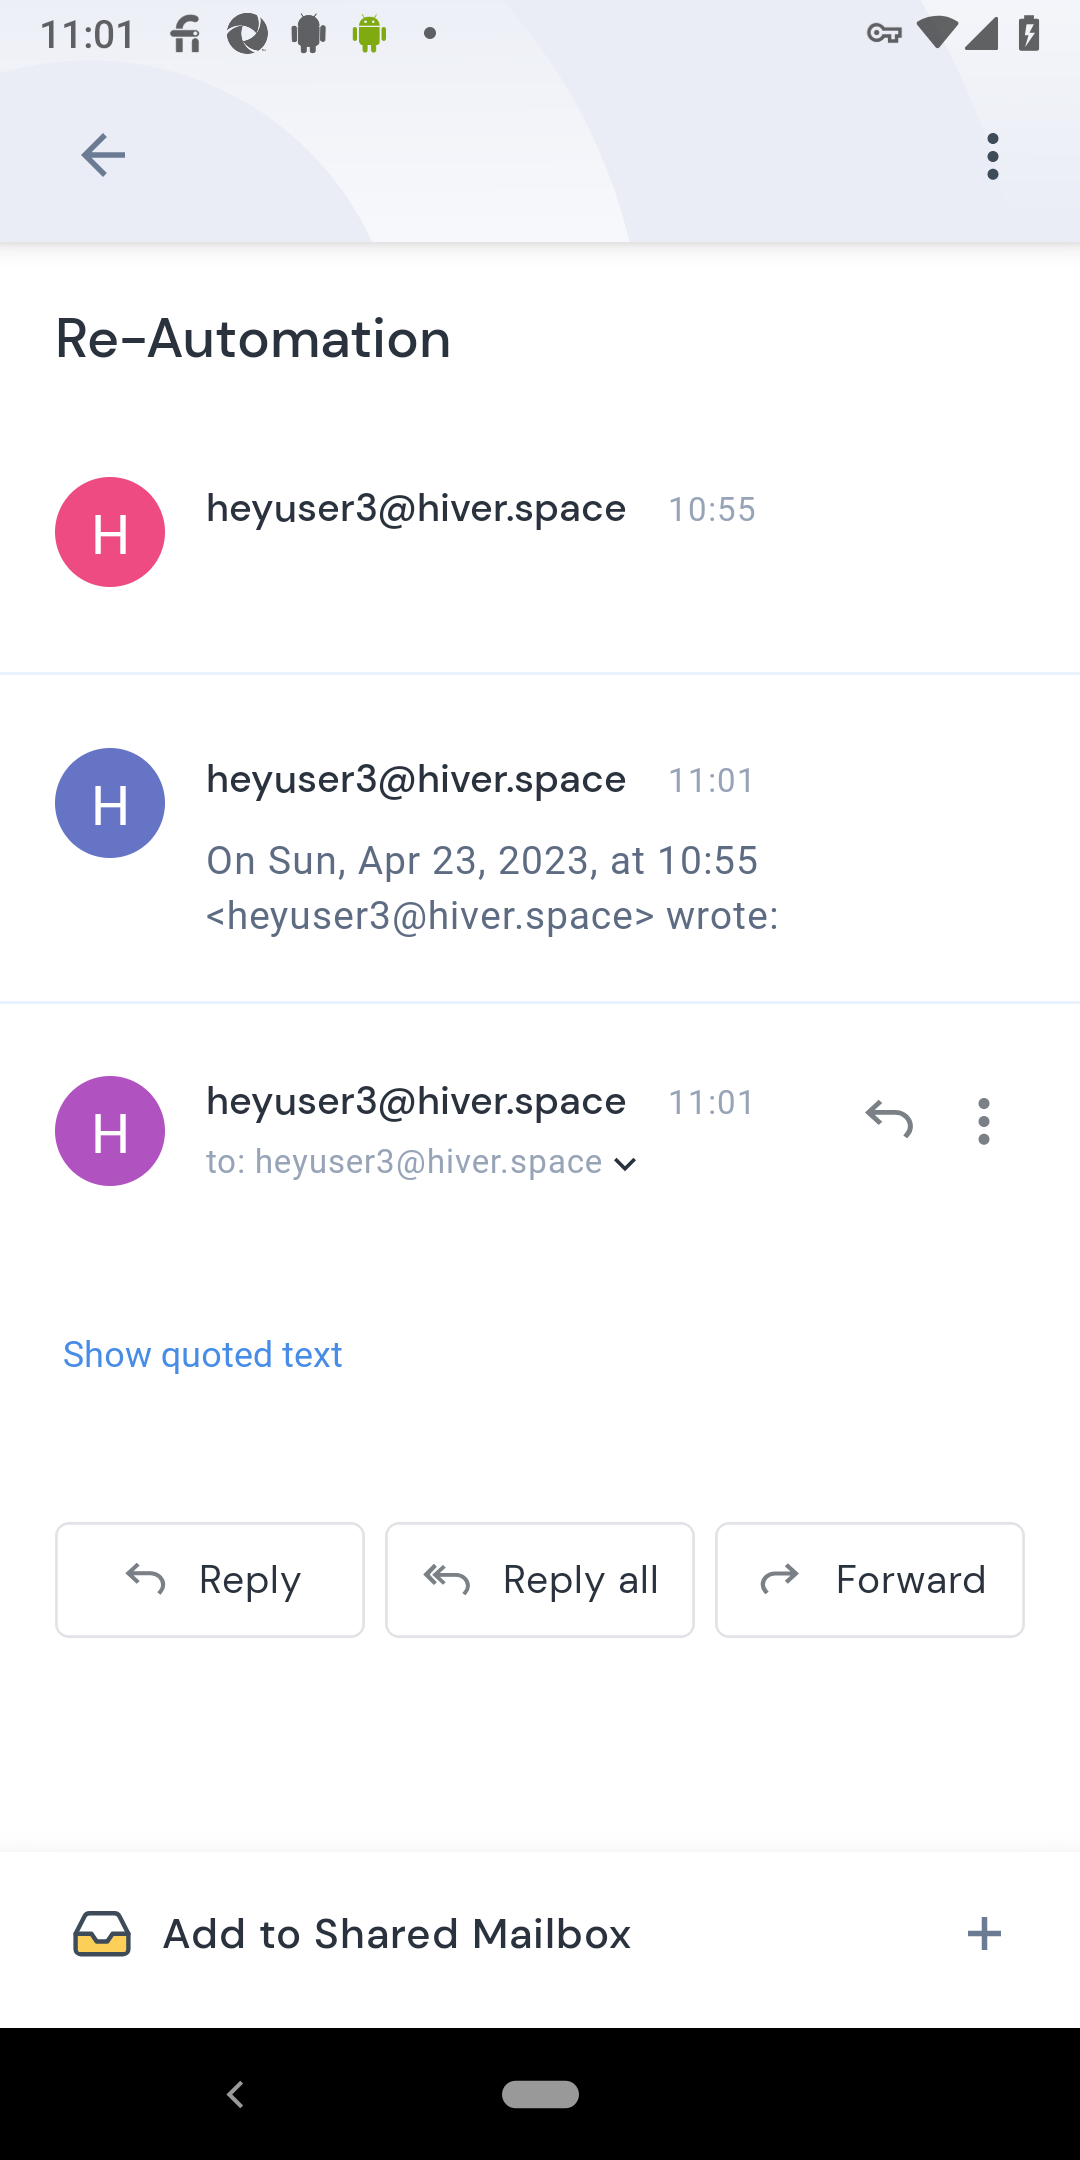 11:01
Re-Automation
H heyuser3@hiver.space 10:55
H heyuser3@hiver.space 11:01
On Sun, Apr 23, 2023, at 10:55
<heyuser3@hiver.space> wrote:
H heyuser3@hiver.space 11:01
to: heyuser3@hiver.space
Show quoted text
Reply Reply all Forward
Add to Shared Mailbox +